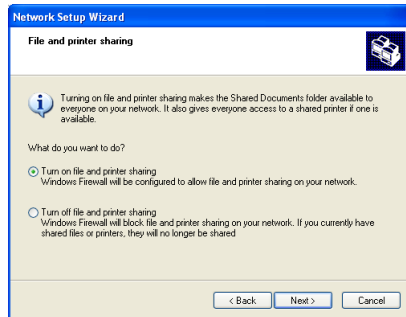 Network Setup Wizard
File and printer sharing
Turning on file and printer sharing makes the Shared Documents folder available to
everyone on your network. It also gives everyone access to a shared printer if one is
available.
What do you want to do?
Turn on file and printer sharing
Windows Firewall will be configured to allow file and printer sharing on your network.
Turn off file and printer sharing
Windows Firewall will block file and printer sharing on your network. If you currently have
shared files or printers, they will no longer be shared
< Back
Next >
Cancel